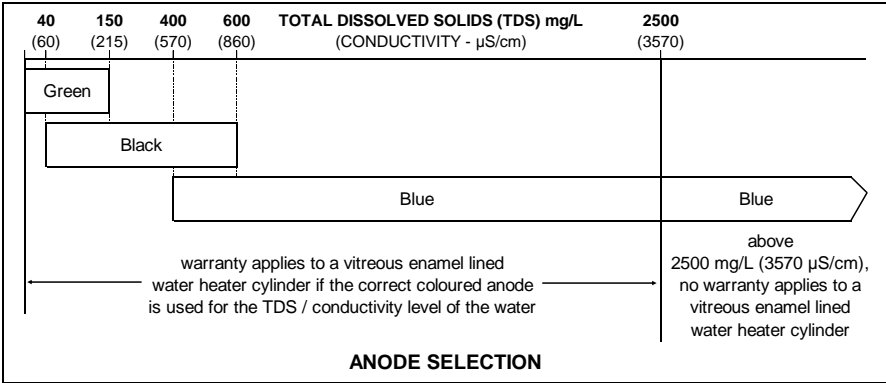 40 150 400 600 TOTAL DISSOLVED SOLIDS (TDS) mg/L 2500
(60) (215) (570) (860) (CONDUCTIVITY - µS/cm) (3570)
Green
Black
Blue Blue
warranty applies to a vitreous enamel lined
water heater cylinder if the correct coloured anode
is used for the TDS / conductivity level of the water
above
2500 mg/L (3570 µS/cm),
no warranty applies to a
vitreous enamel lined
water heater cylinder
ANODE SELECTION